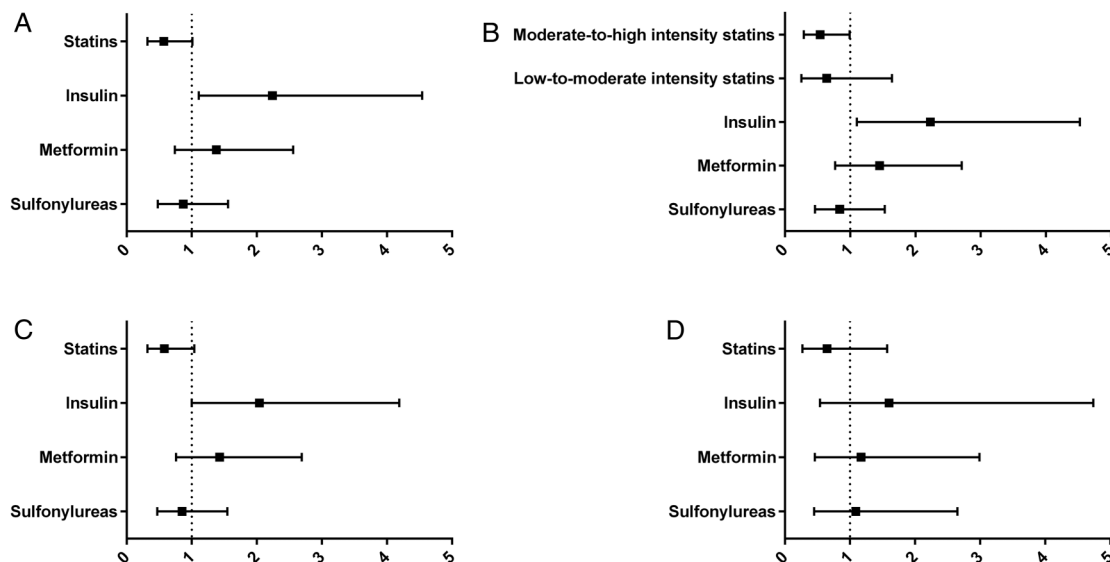 A
Statins
Insulin
Metformin
Sulfonylureas
0 1 2 3 4 5
B
Moderate-to-high intensity statins
Low-to-moderate intensity statins
Insulin
Metformin
Sulfonylureas
0 1 2 3 4 5
C
Statins
Insulin
Metformin
Sulfonylureas
0 1 2 3 4 5
D
Statins
Insulin
Metformin
Sulfonylureas
0 1 2 3 4 5